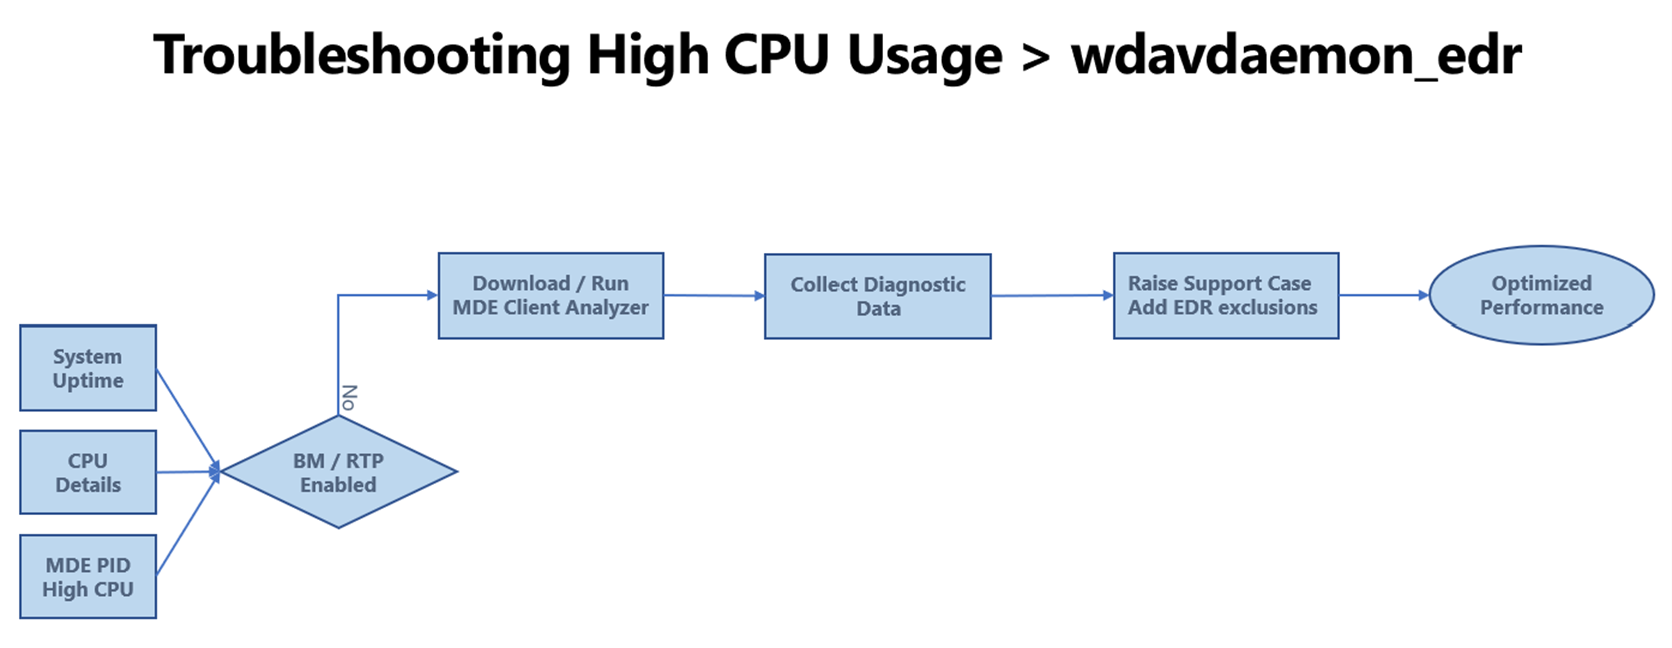 Troubleshooting High CPU Usage > wdavdaemon_edr
System
Uptime
CPU
Details
MDE PID
High CPU
BM / RTP
Enabled
No
Download / Run
MDE Client Analyzer
Collect Diagnostic
Data
Raise Support Case
Add EDR exclusions
Optimized
Performance